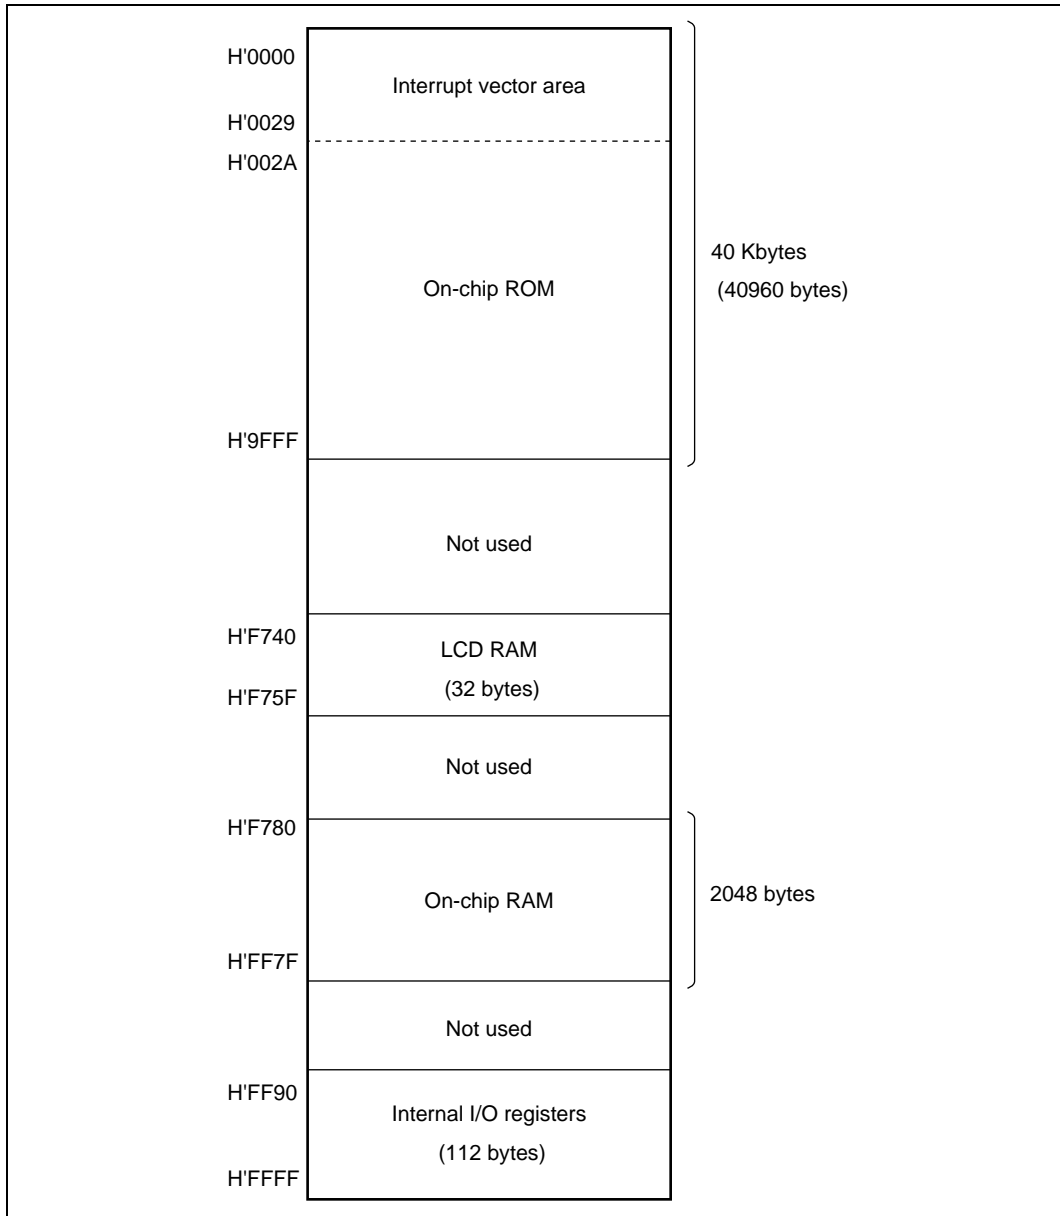 H'0000
Interrupt vector area
H'0029
H'002A
40 Kbytes
(40960 bytes)
On-chip ROM
H'9FFF
Not used
H'F740
LCD RAM
(32 bytes)
H'F75F
Not used
H'F780
On-chip RAM
2048 bytes
H'FF7F
Not used
H'FF90
Internal I/O registers
(112 bytes)
H'FFFF